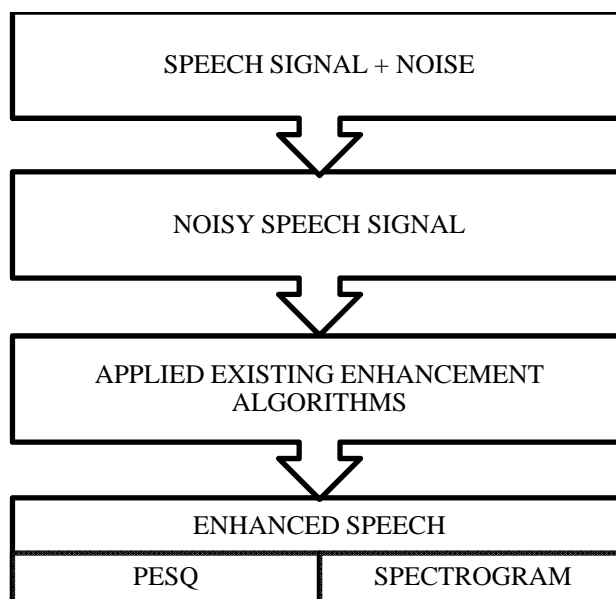 SPEECH SIGNAL + NOISE
NOISY SPEECH SIGNAL
APPLIED EXISTING ENHANCEMENT
ALGORITHMS
ENHANCED SPEECH
PESQ
SPECTROGRAM